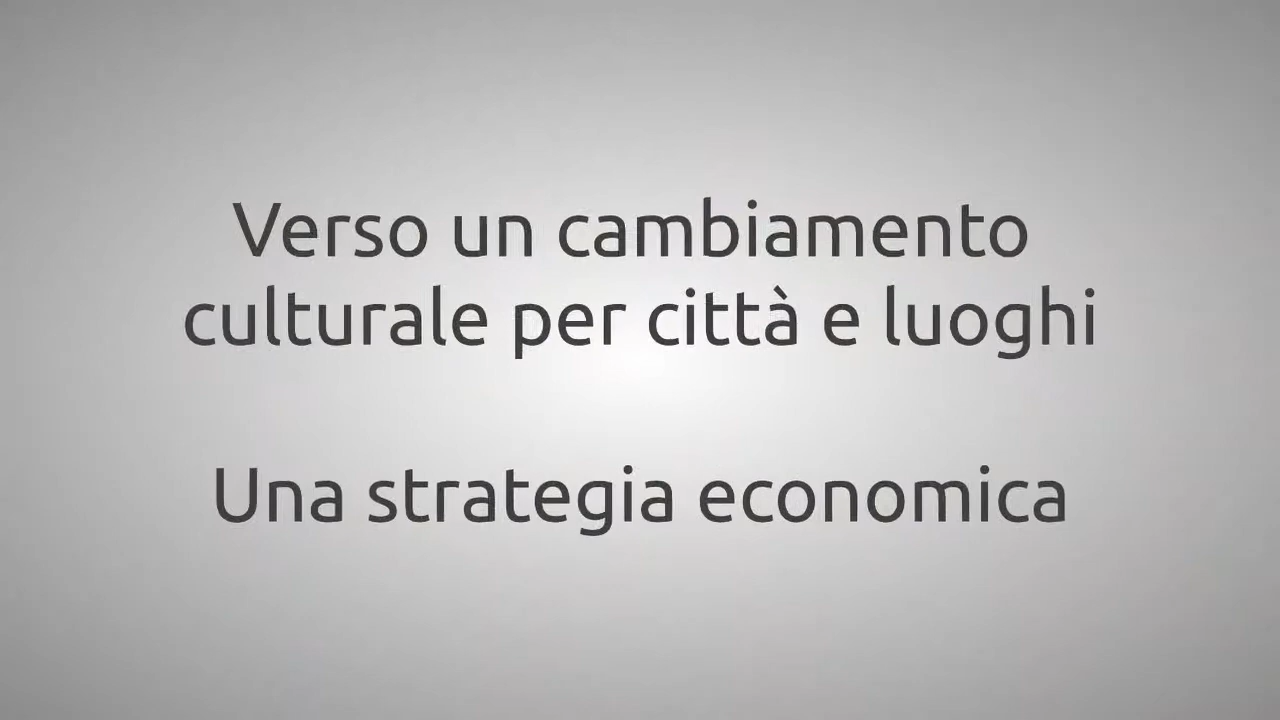 Verso un cambiamento
culturale per città e luoghi
Una strategia economica